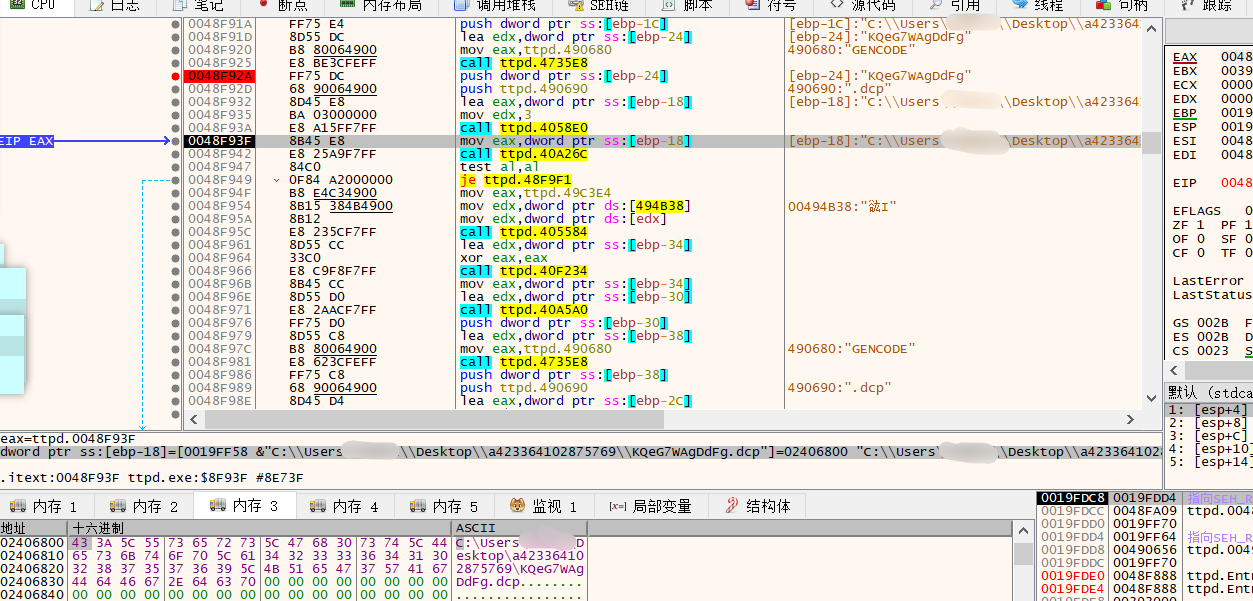 CPU 日志 笔记 断点 内存布局 调用堆栈 SEH链 脚本 符号 源代码 引用 线程 句柄 跟踪
0048F91A FF75 E4 push dword ptr ss:[ebp-1C] [ebp-1C]:"C:\\Users \\Desktop\\a423364
0048F91D 8D55 DC lea edx,dword ptr ss:[ebp-24] [ebp-24]:"KQeG7WAgDdFg"
0048F920 B8 80064900 mov eax,ttpd.490680 490680:"GENCODE"
0048F925 E8 BE3CFEFF call ttpd.4735E8
0048F92A FF75 DC push dword ptr ss:[ebp-24] [ebp-24]:"KQeG7WAgDdFg"
0048F92D 68 90064900 push ttpd.490690 490690:".dcp"
0048F932 8D45 E8 lea eax,dword ptr ss:[ebp-18] [ebp-18]:"C:\\Users \\Desktop\\a423364
0048F935 BA 03000000 mov edx,3
0048F93A E8 A15FF7FF call ttpd.4058E0
EIP EAX 0048F93F 8B45 E8 mov eax,dword ptr ss:[ebp-18] [ebp-18]:"C:\\Users \\Desktop\\a423364
0048F942 E8 25A9F7FF call ttpd.40A26C
0048F947 84C0 test al,al
0048F949 0F84 A2000000 je ttpd.48F9F1
0048F94F B8 E4C34900 mov eax,ttpd.49C3E4
0048F954 8B15 384B4900 mov edx,dword ptr ds:[494B38] 00494B38:"鼣I"
0048F95A 8B12 mov edx,dword ptr ds:[edx]
0048F95C E8 235CF7FF call ttpd.405584
0048F961 8D55 CC lea edx,dword ptr ss:[ebp-34]
0048F964 33C0 xor eax,eax
0048F966 E8 C9F8F7FF call ttpd.40F234
0048F96B 8B45 CC mov eax,dword ptr ss:[ebp-34]
0048F96E 8D55 D0 lea edx,dword ptr ss:[ebp-30]
0048F971 E8 2AACF7FF call ttpd.40A5A0
0048F976 FF75 D0 push dword ptr ss:[ebp-30]
0048F979 8D55 C8 lea edx,dword ptr ss:[ebp-38]
0048F97C B8 80064900 mov eax,ttpd.490680 490680:"GENCODE"
0048F981 E8 623CFEFF call ttpd.4735E8
0048F986 FF75 C8 push dword ptr ss:[ebp-38]
0048F989 68 90064900 push ttpd.490690 490690:".dcp"
0048F98E 8D45 D4 lea eax,dword ptr ss:[ebp-2C]
EAX 0048
EBX 0039
ECX 0000
EDX 0000
EBP 0019
ESP 0019
ESI 0048
EDI 0048
EIP 0048
EFLAGS 0
ZF 1 PF 1
OF 0 SF 0
CF 0 TF 0
LastError
LastStatus
GS 002B F
ES 002B D
CS 0023 S
默认 (stdca
1: [esp+4]
2: [esp+8]
3: [esp+C]
4: [esp+10]
5: [esp+14]
eax=ttpd.0048F93F
dword ptr ss:[ebp-18]=[0019FF58 &"C:\\Users \\Desktop\\a423364102875769\\KQeG7WAgDdFg.dcp"]=02406800 "C:\\Users \\Desktop\\a4233641028
.itext:0048F93F ttpd.exe:$8F93F #8E73F
内存 1 内存 2 内存 3 内存 4 内存 5 监视 1 [x=] 局部变量 结构体
地址 十六进制 ASCII
02406800 43 3A 5C 55 73 65 72 73 5C 47 68 30 73 74 5C 44 C:\Users D
02406810 65 73 6B 74 6F 70 5C 61 34 32 33 33 36 34 31 30 esktop\a42336410
02406820 32 38 37 35 37 36 39 5C 4B 51 65 47 37 57 41 67 2875769\KQeG7WAg
02406830 44 64 46 67 2E 64 63 70 00 00 00 00 00 00 00 00 DdFg.dcp........
02406840 00 00 00 00 00 00 00 00 00 00 00 00 00 00 00 00 ................
0019FDC8 0019FDD4 指向SEH_R
0019FDCC 0048FA09 ttpd.004
0019FDD0 0019FF70
0019FDD4 0019FF64 指向SEH_R
0019FDD8 00490656 ttpd.004
0019FDDC 0019FF70
0019FDE0 0048F888 ttpd.Ent
0019FDE4 0048F888 ttpd.Ent